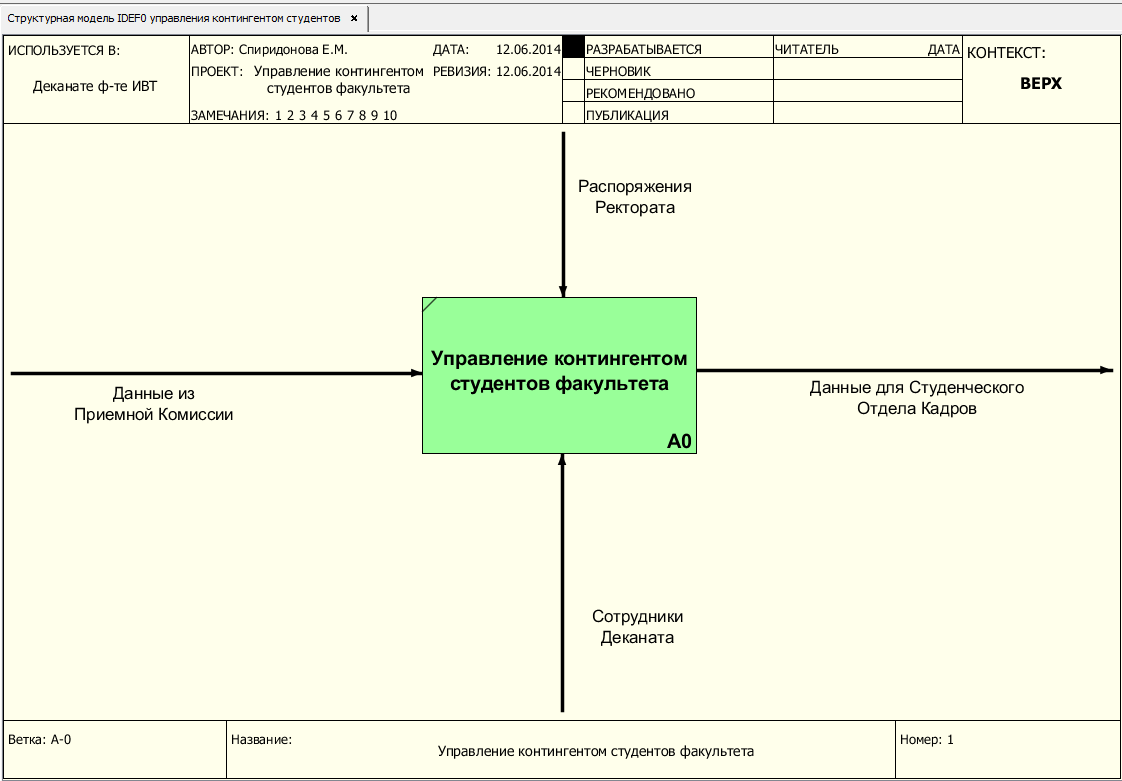 Структурная модель IDEF0 управления контингентом студентов ×
ИСПОЛЬЗУЕТСЯ В:
Деканате ф-те ИВТ
АВТОР: Спиридонова Е.М.
ДАТА: 12.06.2014
ПРОЕКТ: Управление контингентом
студентов факультета
РЕВИЗИЯ: 12.06.2014
ЗАМЕЧАНИЯ: 1 2 3 4 5 6 7 8 9 10
РАЗРАБАТЫВАЕТСЯ
ЧЕРНОВИК
РЕКОМЕНДОВАНО
ПУБЛИКАЦИЯ
ЧИТАТЕЛЬ ДАТА
КОНТЕКСТ:
ВЕРХ
Распоряжения
Ректората
Управление контингентом
студентов факультета
A0
Данные из
Приемной Комиссии
Данные для Студенческого
Отдела Кадров
Сотрудники
Деканата
Ветка: A-0
Название:
Управление контингентом студентов факультета
Номер: 1